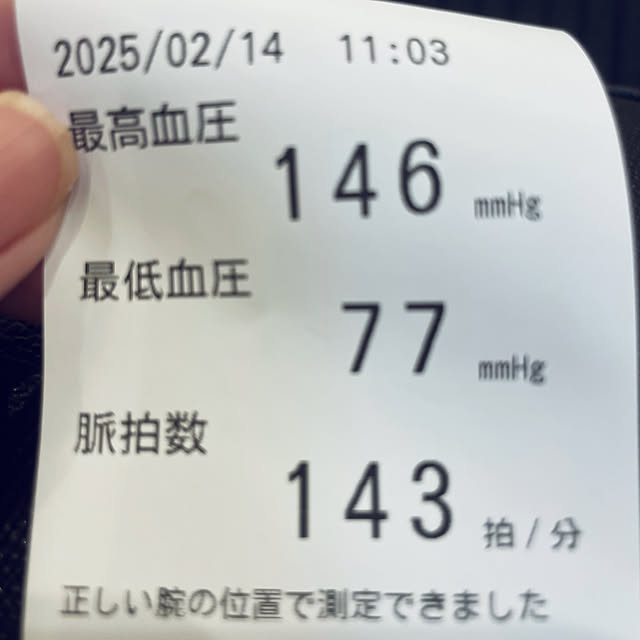 2025/02/14 11:03
最高血圧
146 mmHg
最低血圧
77 mmHg
脈拍数
143 拍/分
正しい腕の位置で測定できました